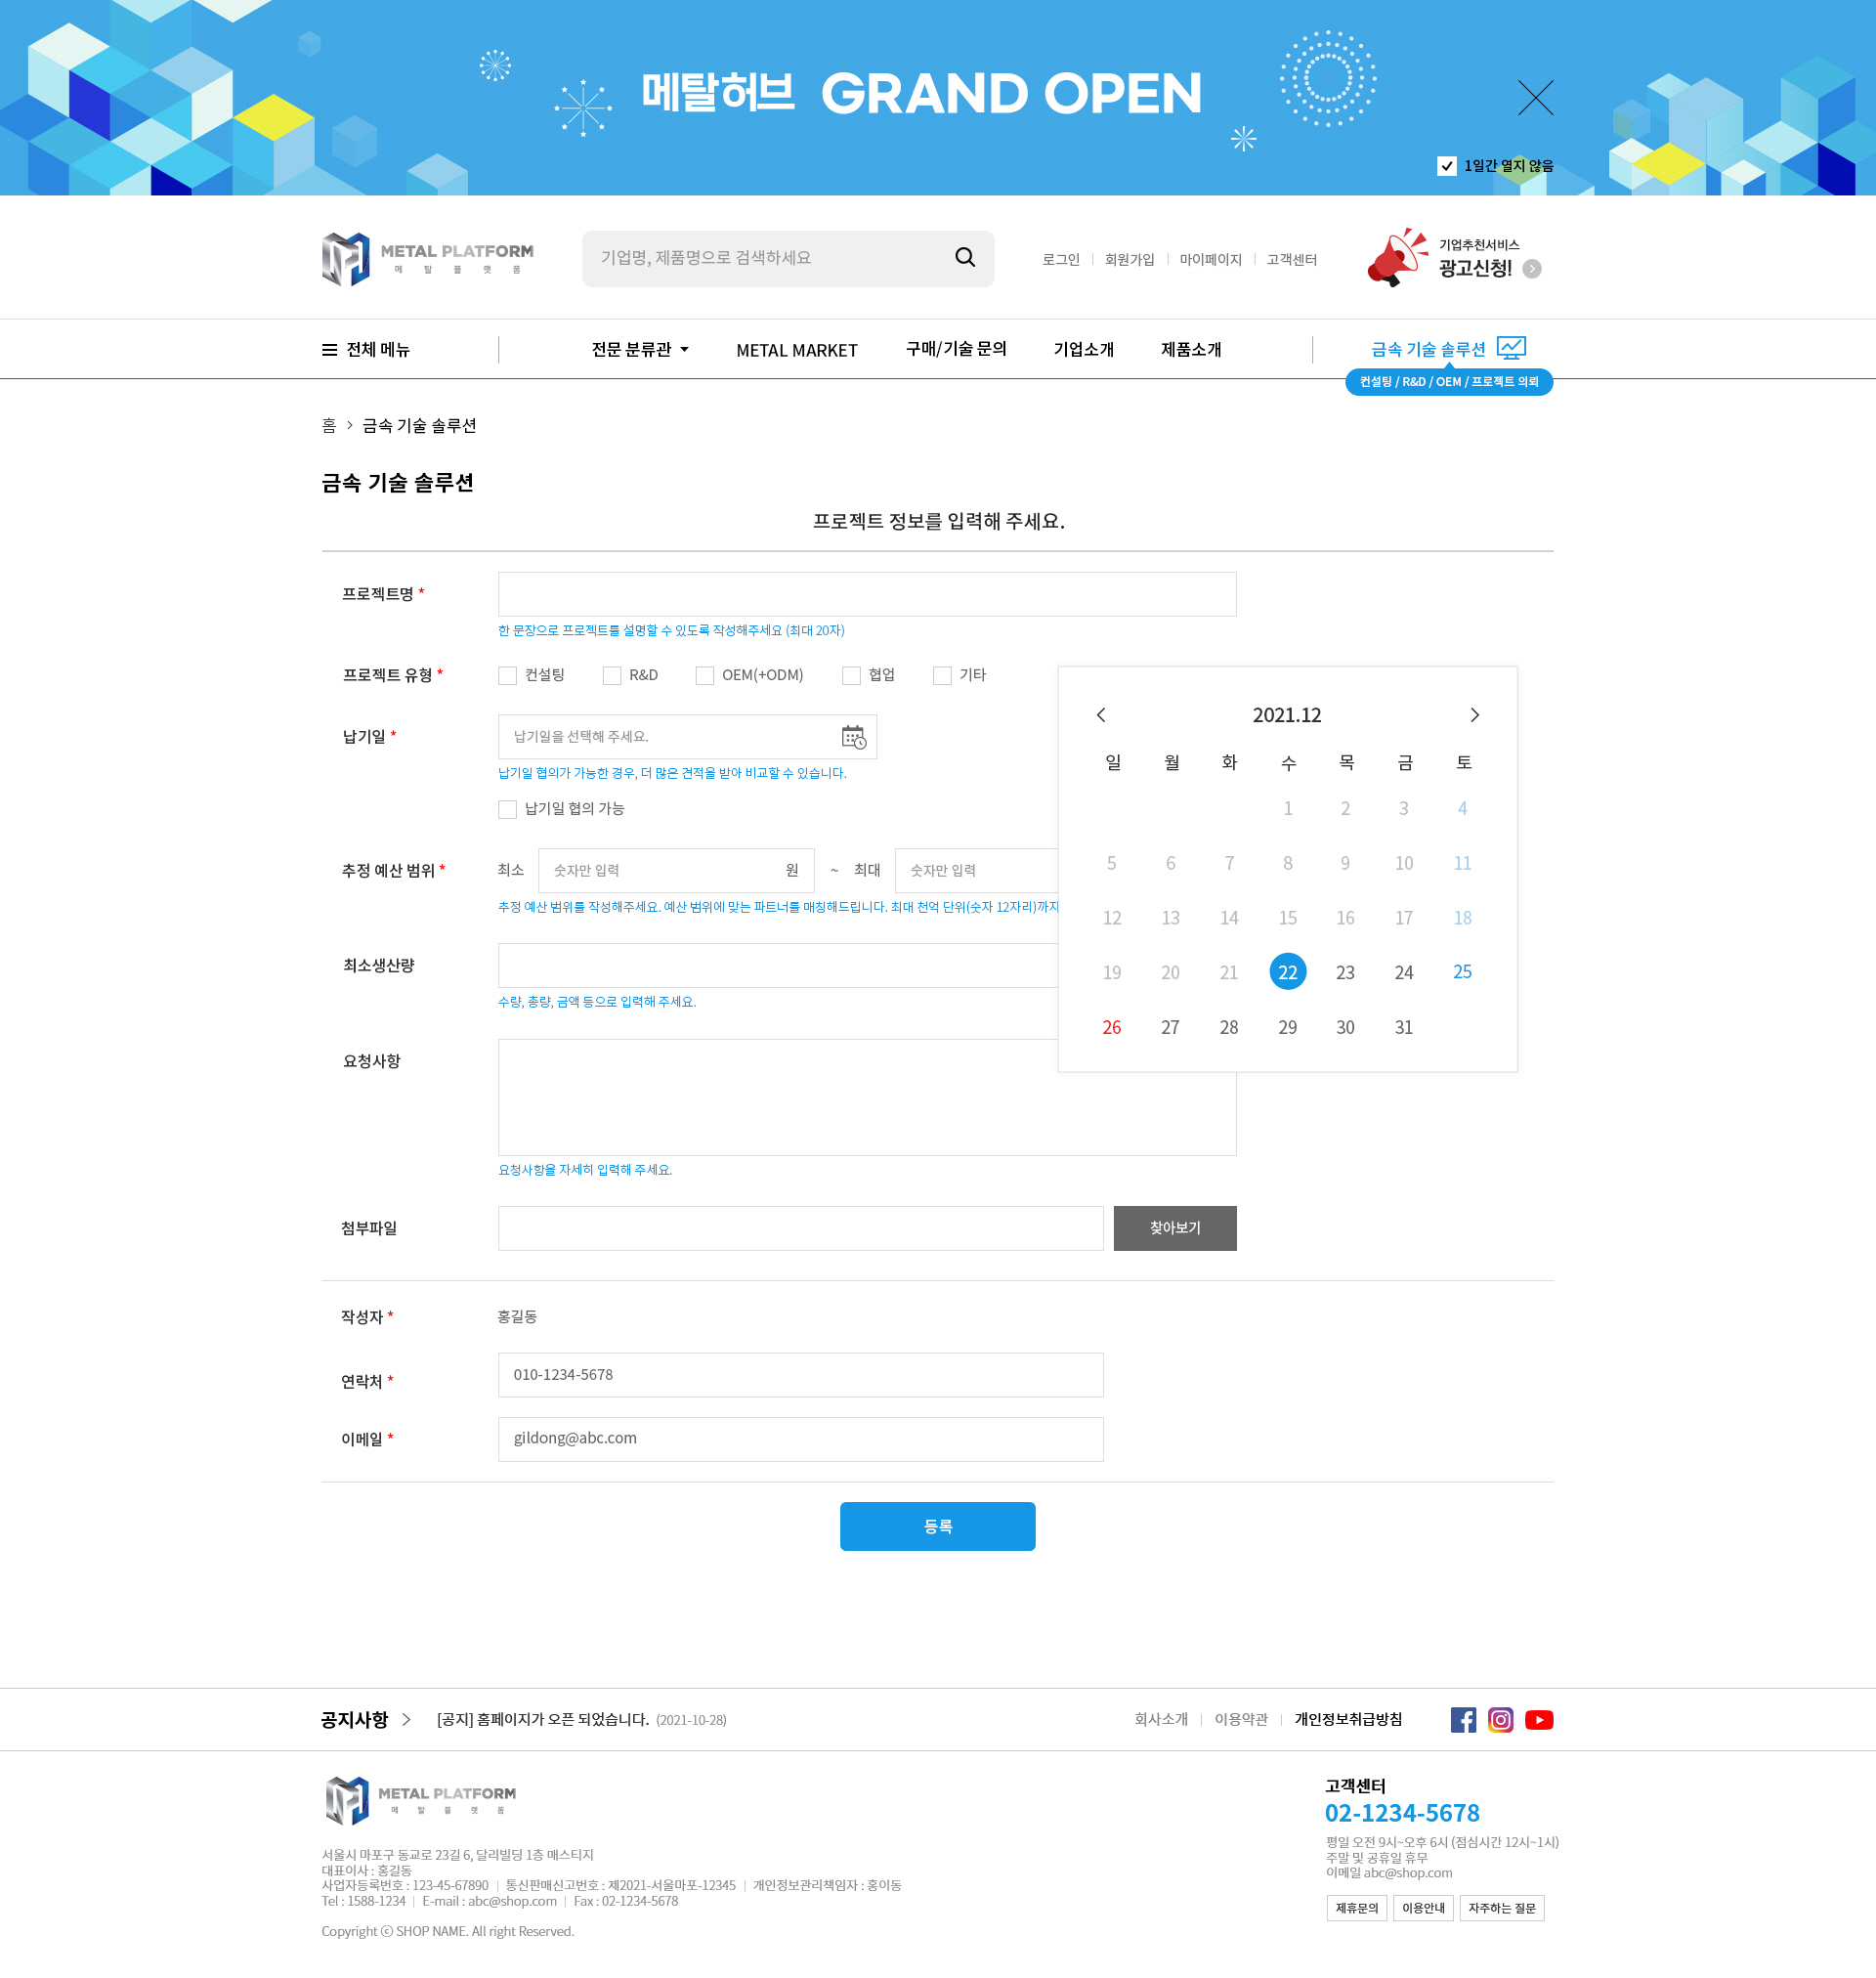 메탈허브 GRAND OPEN
1일간 열지 않음
METAL PLATFORM
메 탈 플 랫 폼
기업명, 제품명으로 검색하세요
로그인 회원가입 마이페이지 고객센터
기업추천서비스
광고신청!
전체 메뉴 전문 분류관 METAL MARKET 구매/기술 문의 기업소개 제품소개 금속 기술 솔루션
컨설팅 / R&D / OEM / 프로젝트 의뢰
홈 > 금속 기술 솔루션
금속 기술 솔루션
프로젝트 정보를 입력해 주세요.
프로젝트명 *
한 문장으로 프로젝트를 설명할 수 있도록 작성해주세요 (최대 20자)
프로젝트 유형 * 컨설팅 R&D OEM(+ODM) 협업 기타
납기일 * 납기일을 선택해 주세요.
납기일 협의가 가능한 경우, 더 많은 견적을 받아 비교할 수 있습니다.
납기일 협의 가능
추정 예산 범위 * 최소 숫자만 입력 원 ~ 최대 숫자만 입력
추정 예산 범위를 작성해주세요. 예산 범위에 맞는 파트너를 매칭해드립니다. 최대 천억 단위(숫자 12자리)까지
최소생산량
수량, 총량, 금액 등으로 입력해 주세요.
요청사항
요청사항을 자세히 입력해 주세요.
2021.12
일 월 화 수 목 금 토
1 2 3 4
5 6 7 8 9 10 11
12 13 14 15 16 17 18
19 20 21 22 23 24 25
26 27 28 29 30 31
첨부파일 찾아보기
작성자 * 홍길동
연락처 * 010-1234-5678
이메일 * gildong@abc.com
등록
공지사항 [공지] 홈페이지가 오픈 되었습니다. (2021-10-28) 회사소개 이용약관 개인정보취급방침
METAL PLATFORM
메 탈 플 랫 폼
서울시 마포구 동교로 23길 6, 달리빌딩 1층 매스티지
대표이사 : 홍길동
사업자등록번호 : 123-45-67890 | 통신판매신고번호 : 제2021-서울마포-12345 | 개인정보관리책임자 : 홍이동
Tel : 1588-1234 | E-mail : abc@shop.com | Fax : 02-1234-5678
Copyright ⓒ SHOP NAME. All right Reserved.
고객센터
02-1234-5678
평일 오전 9시~오후 6시 (점심시간 12시~1시)
주말 및 공휴일 휴무
이메일 abc@shop.com
제휴문의 이용안내 자주하는 질문